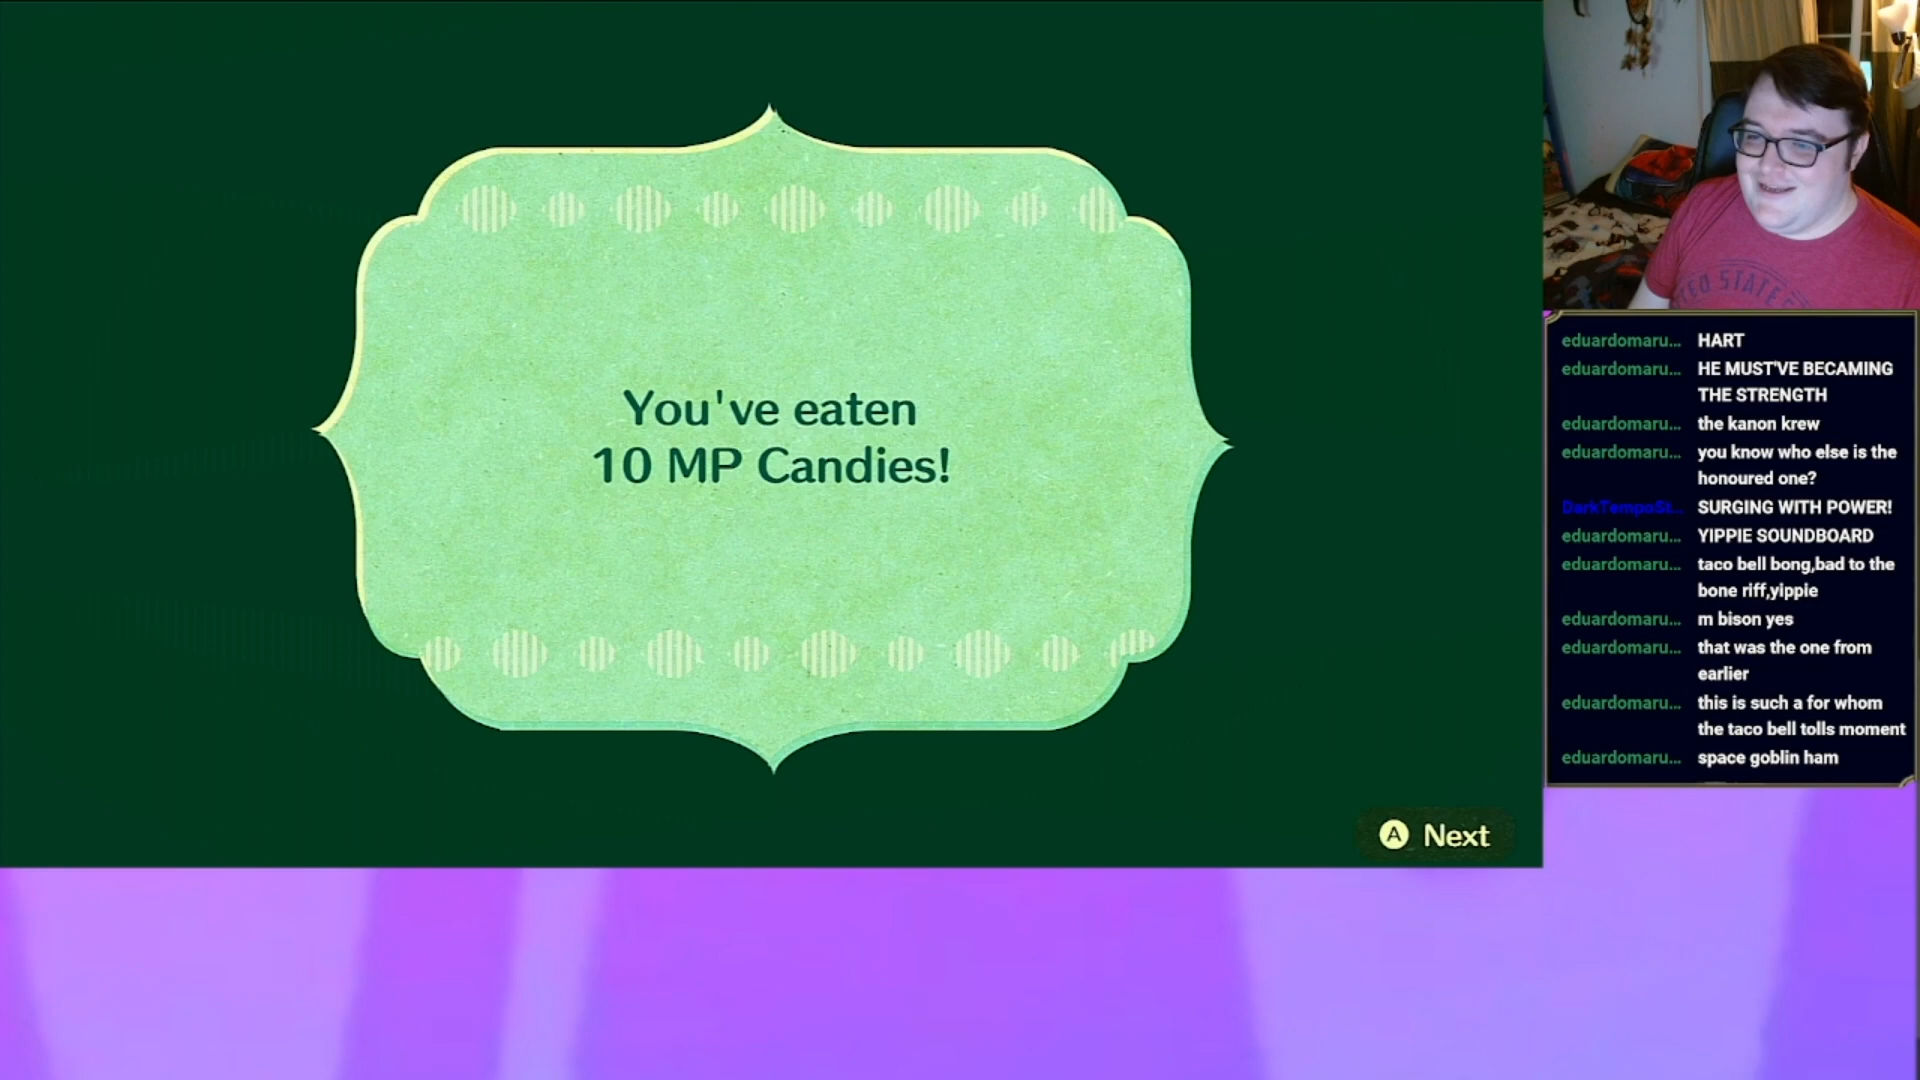 You've eaten
10 MP Candies!
A Next
eduardomaru... HART
eduardomaru... HE MUST'VE BECAMING
THE STRENGTH
eduardomaru... the kanon krew
eduardomaru... you know who else is the
honoured one?
DarkTempoSt... SURGING WITH POWER!
eduardomaru... YIPPIE SOUNDBOARD
eduardomaru... taco bell bong,bad to the
bone riff,yippie
eduardomaru... m bison yes
eduardomaru... that was the one from
earlier
eduardomaru... this is such a for whom
the taco bell tolls moment
eduardomaru... space goblin ham